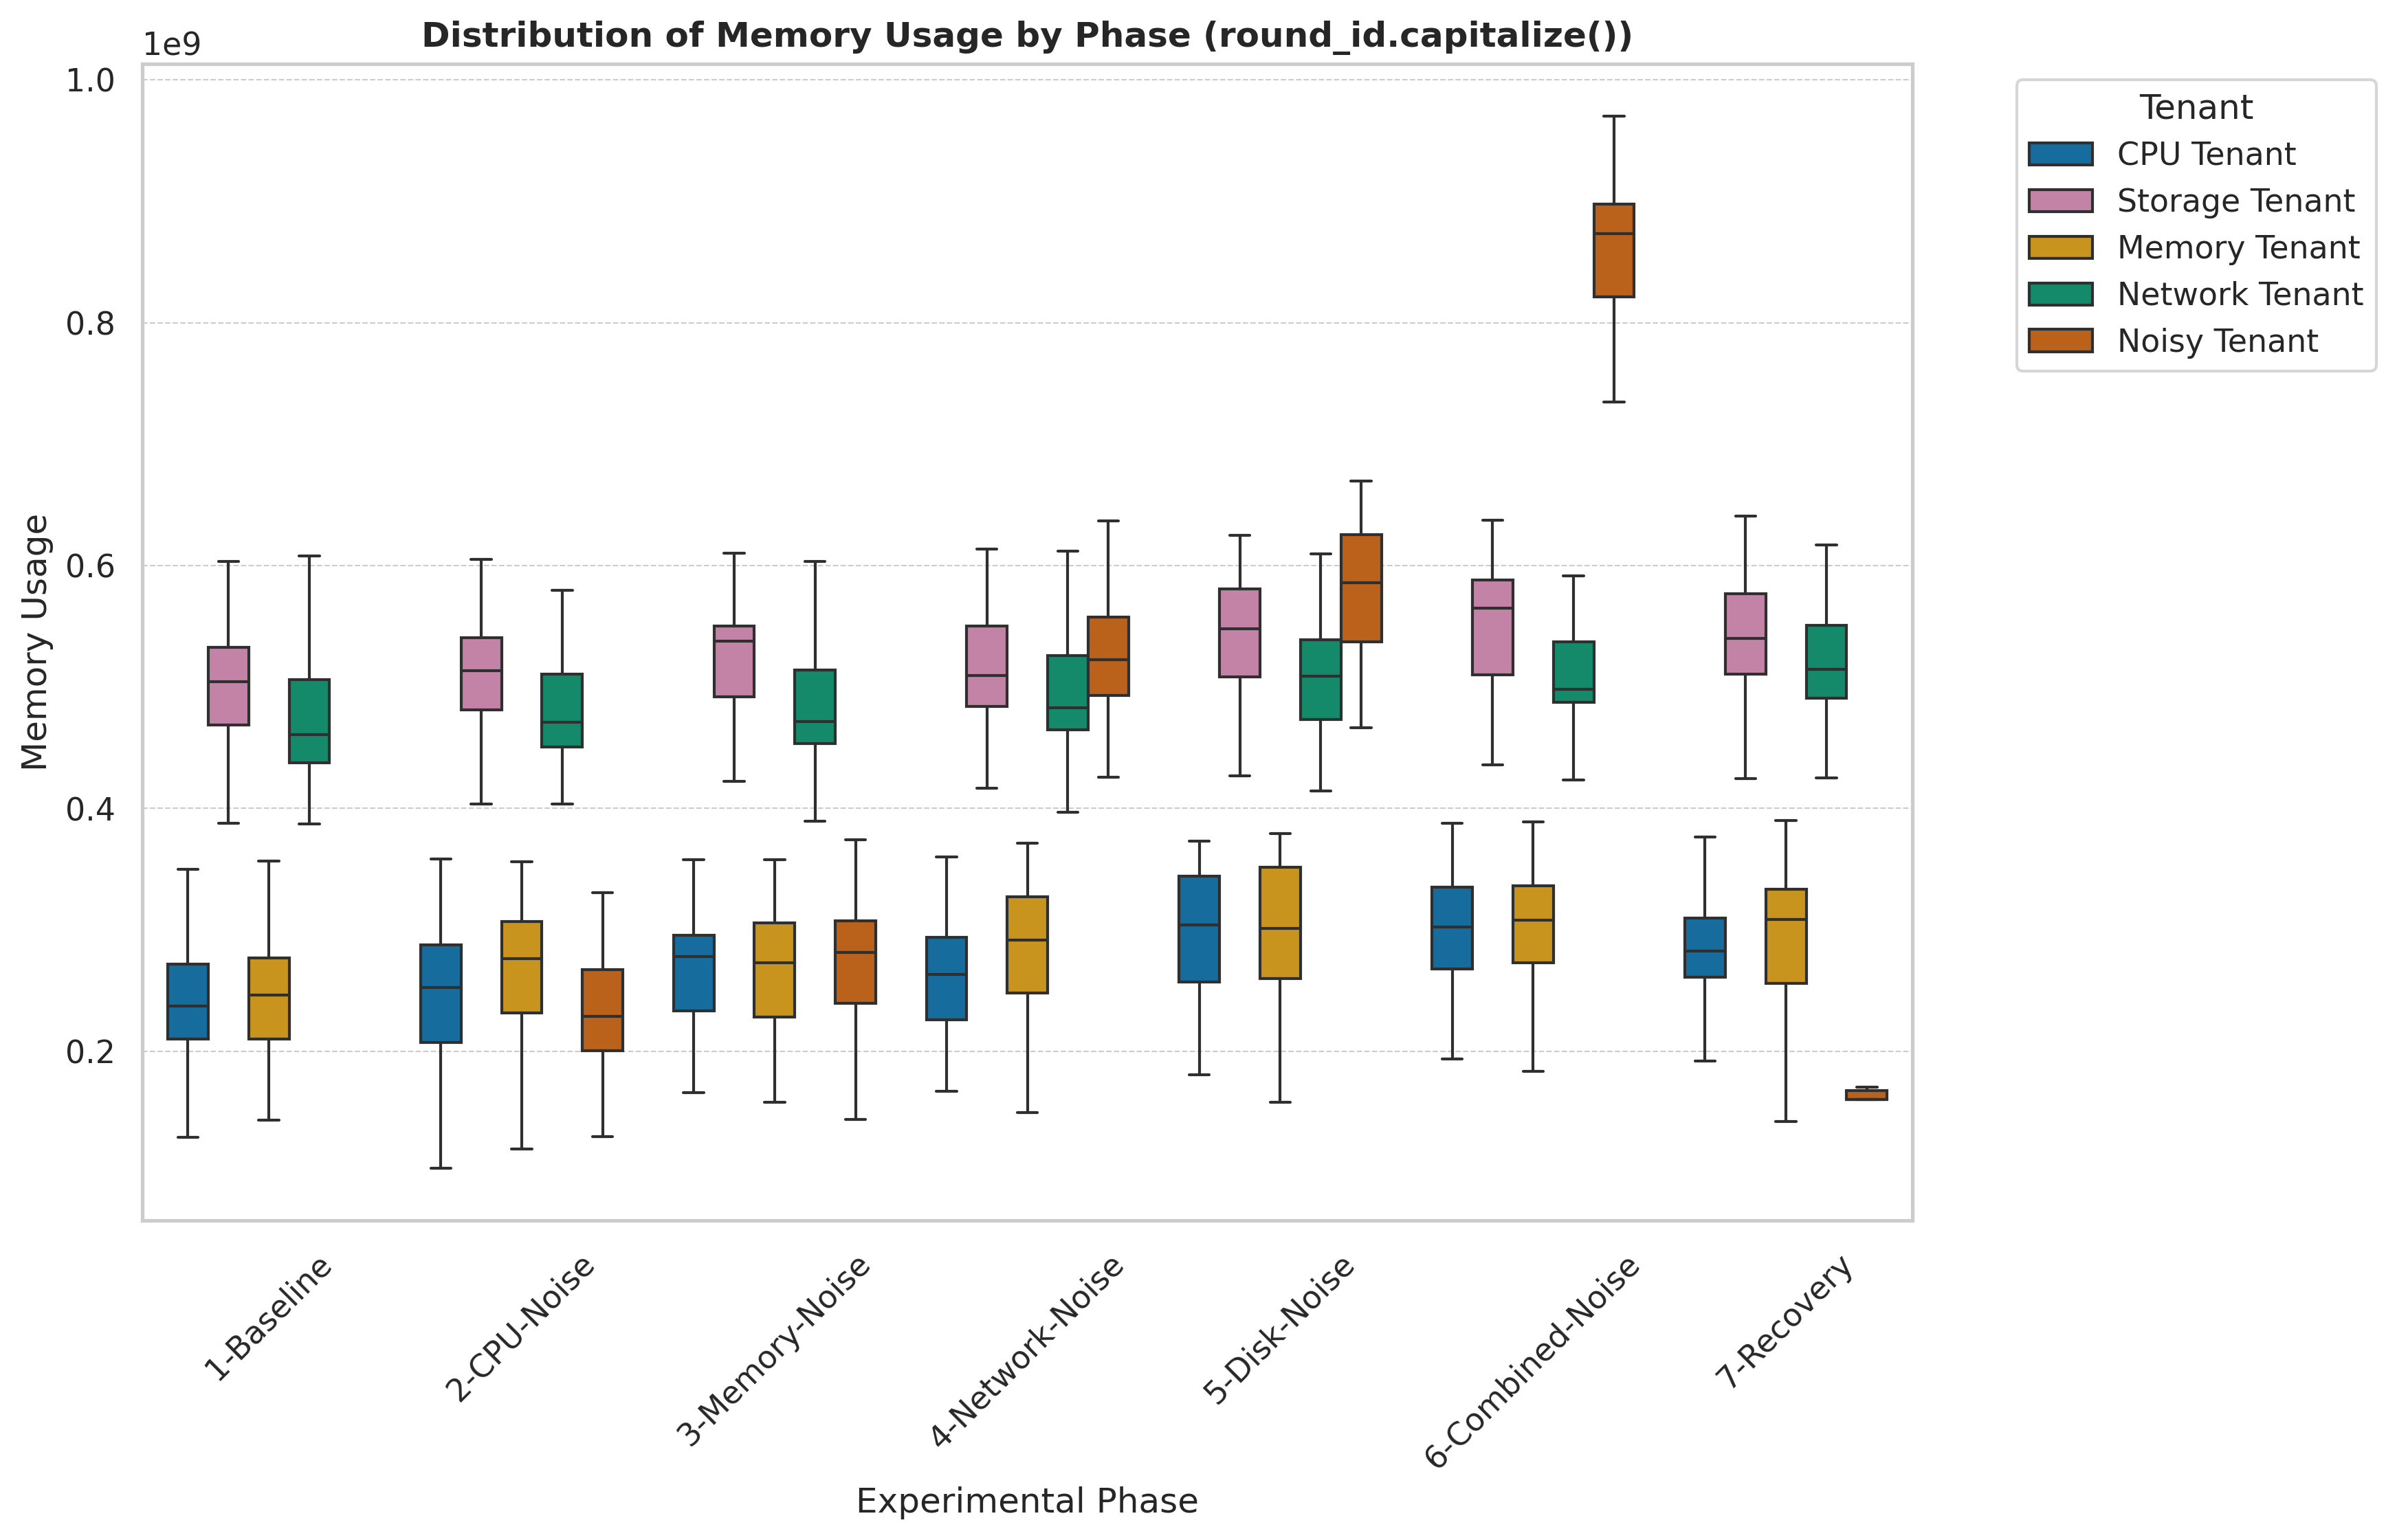 Distribution of Memory Usage by Phase (round_id.capitalize())
1e9
1.0
0.8
0.6
0.4
0.2
Memory Usage
1-Baseline
2-CPU-Noise
3-Memory-Noise
4-Network-Noise
5-Disk-Noise
6-Combined-Noise
7-Recovery
Experimental Phase
Tenant
CPU Tenant
Storage Tenant
Memory Tenant
Network Tenant
Noisy Tenant